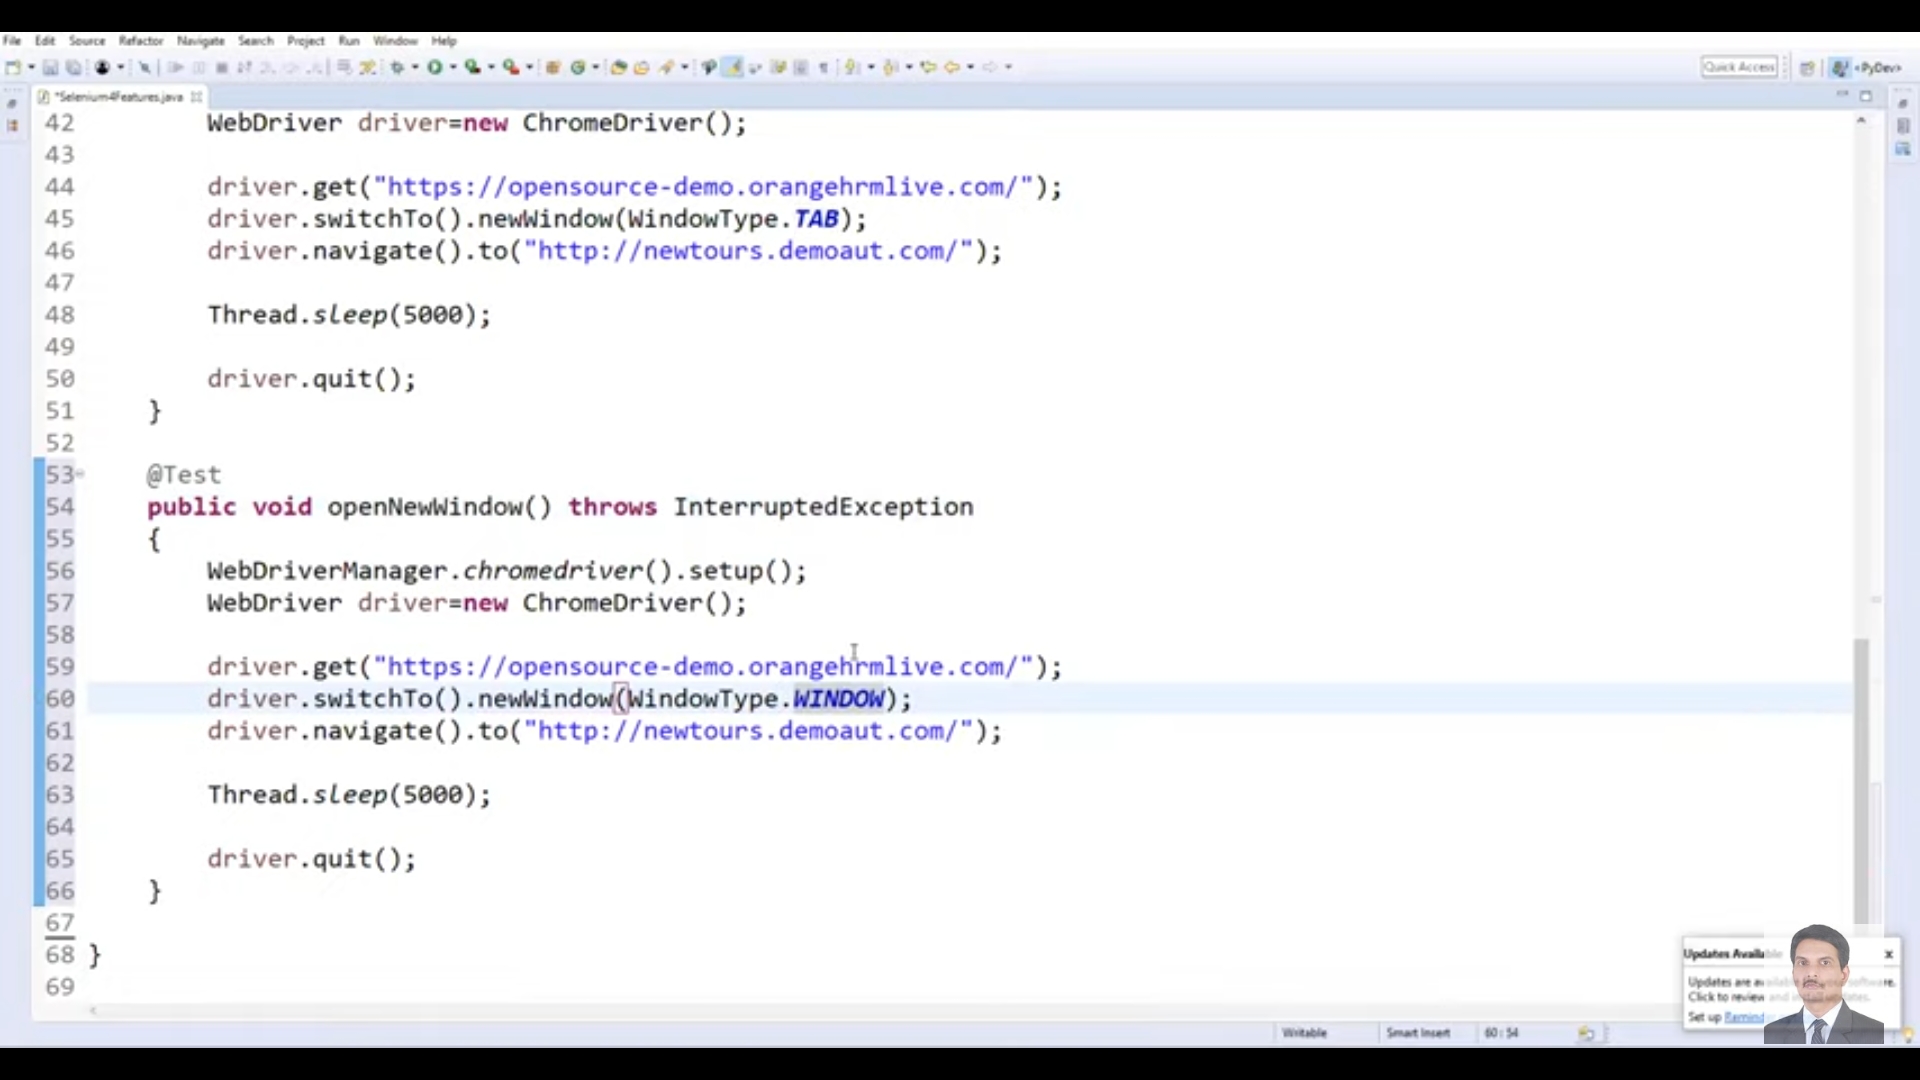 File Edit Source Refactor Navigate Search Project Run Window Help
Quick Access <PyDev>
*Selenium4Features.java
42 WebDriver driver=new ChromeDriver();
43
44 driver.get("https://opensource-demo.orangehrmlive.com/");
45 driver.switchTo().newWindow(WindowType.TAB);
46 driver.navigate().to("http://newtours.demoaut.com/");
47
48 Thread.sleep(5000);
49
50 driver.quit();
51 }
52
53 @Test
54 public void openNewWindow() throws InterruptedException
55 {
56 WebDriverManager.chromedriver().setup();
57 WebDriver driver=new ChromeDriver();
58
59 driver.get("https://opensource-demo.orangehrmlive.com/");
60 driver.switchTo().newWindow(WindowType.WINDOW);
61 driver.navigate().to("http://newtours.demoaut.com/");
62
63 Thread.sleep(5000);
64
65 driver.quit();
66 }
67
68 }
69
Updates
Updates are
Click to review
Set up
Writable Smart Insert 60 : 54